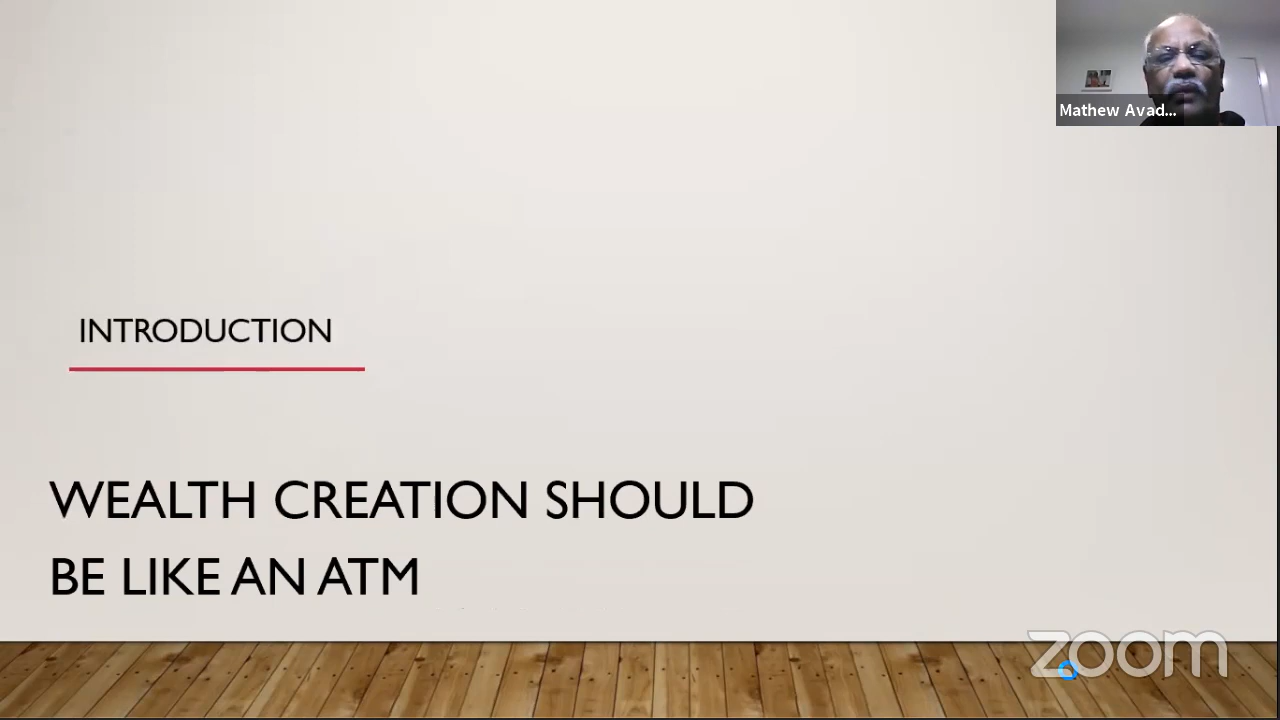 Mathew Avad...
INTRODUCTION
WEALTH CREATION SHOULD
BE LIKE AN ATM
zoom